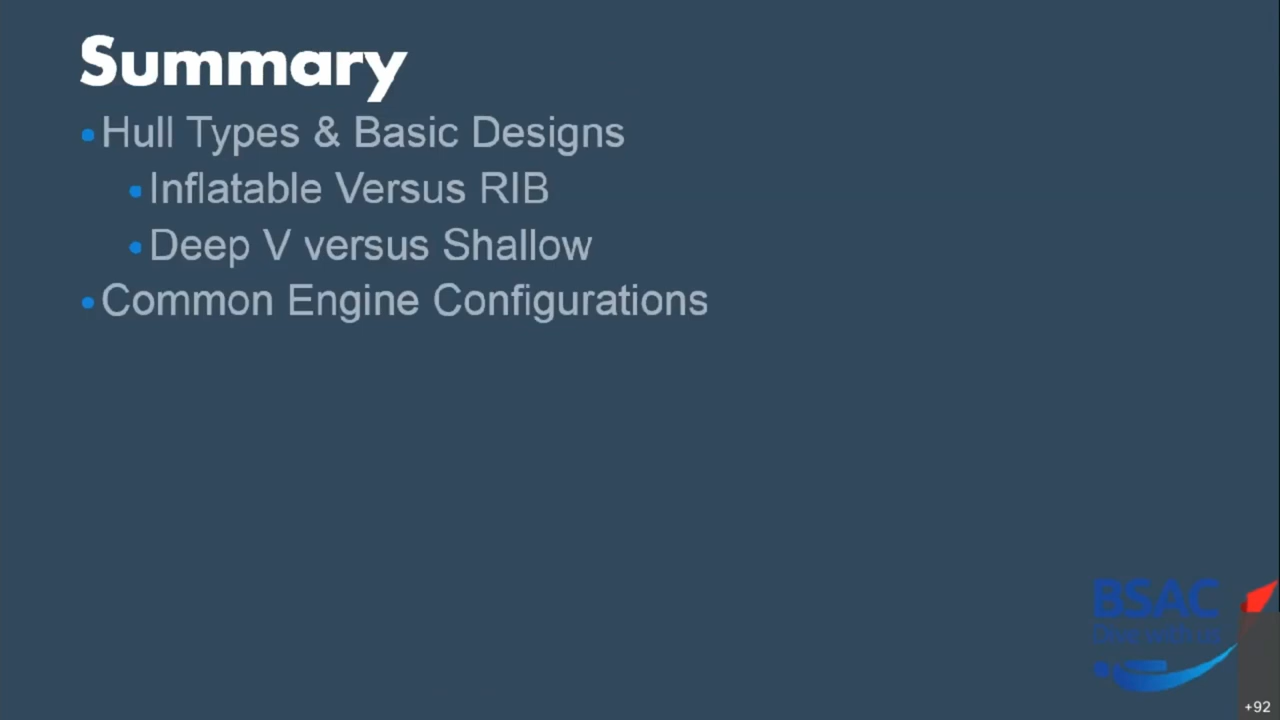 Summary
•Hull Types & Basic Designs
•Inflatable Versus RIB
•Deep V versus Shallow
•Common Engine Configurations
BSAC
Dive with us
+92